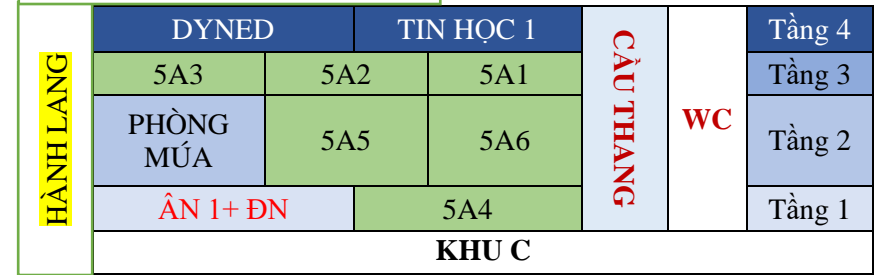 HÀNH LANG
DYNED
TIN HỌC 1
CẦU THANG
WC
Tầng 4
5A3
5A2
5A1
Tầng 3
PHÒNG
MÚA
5A5
5A6
Tầng 2
ÂN 1+ ĐN
5A4
Tầng 1
KHU C